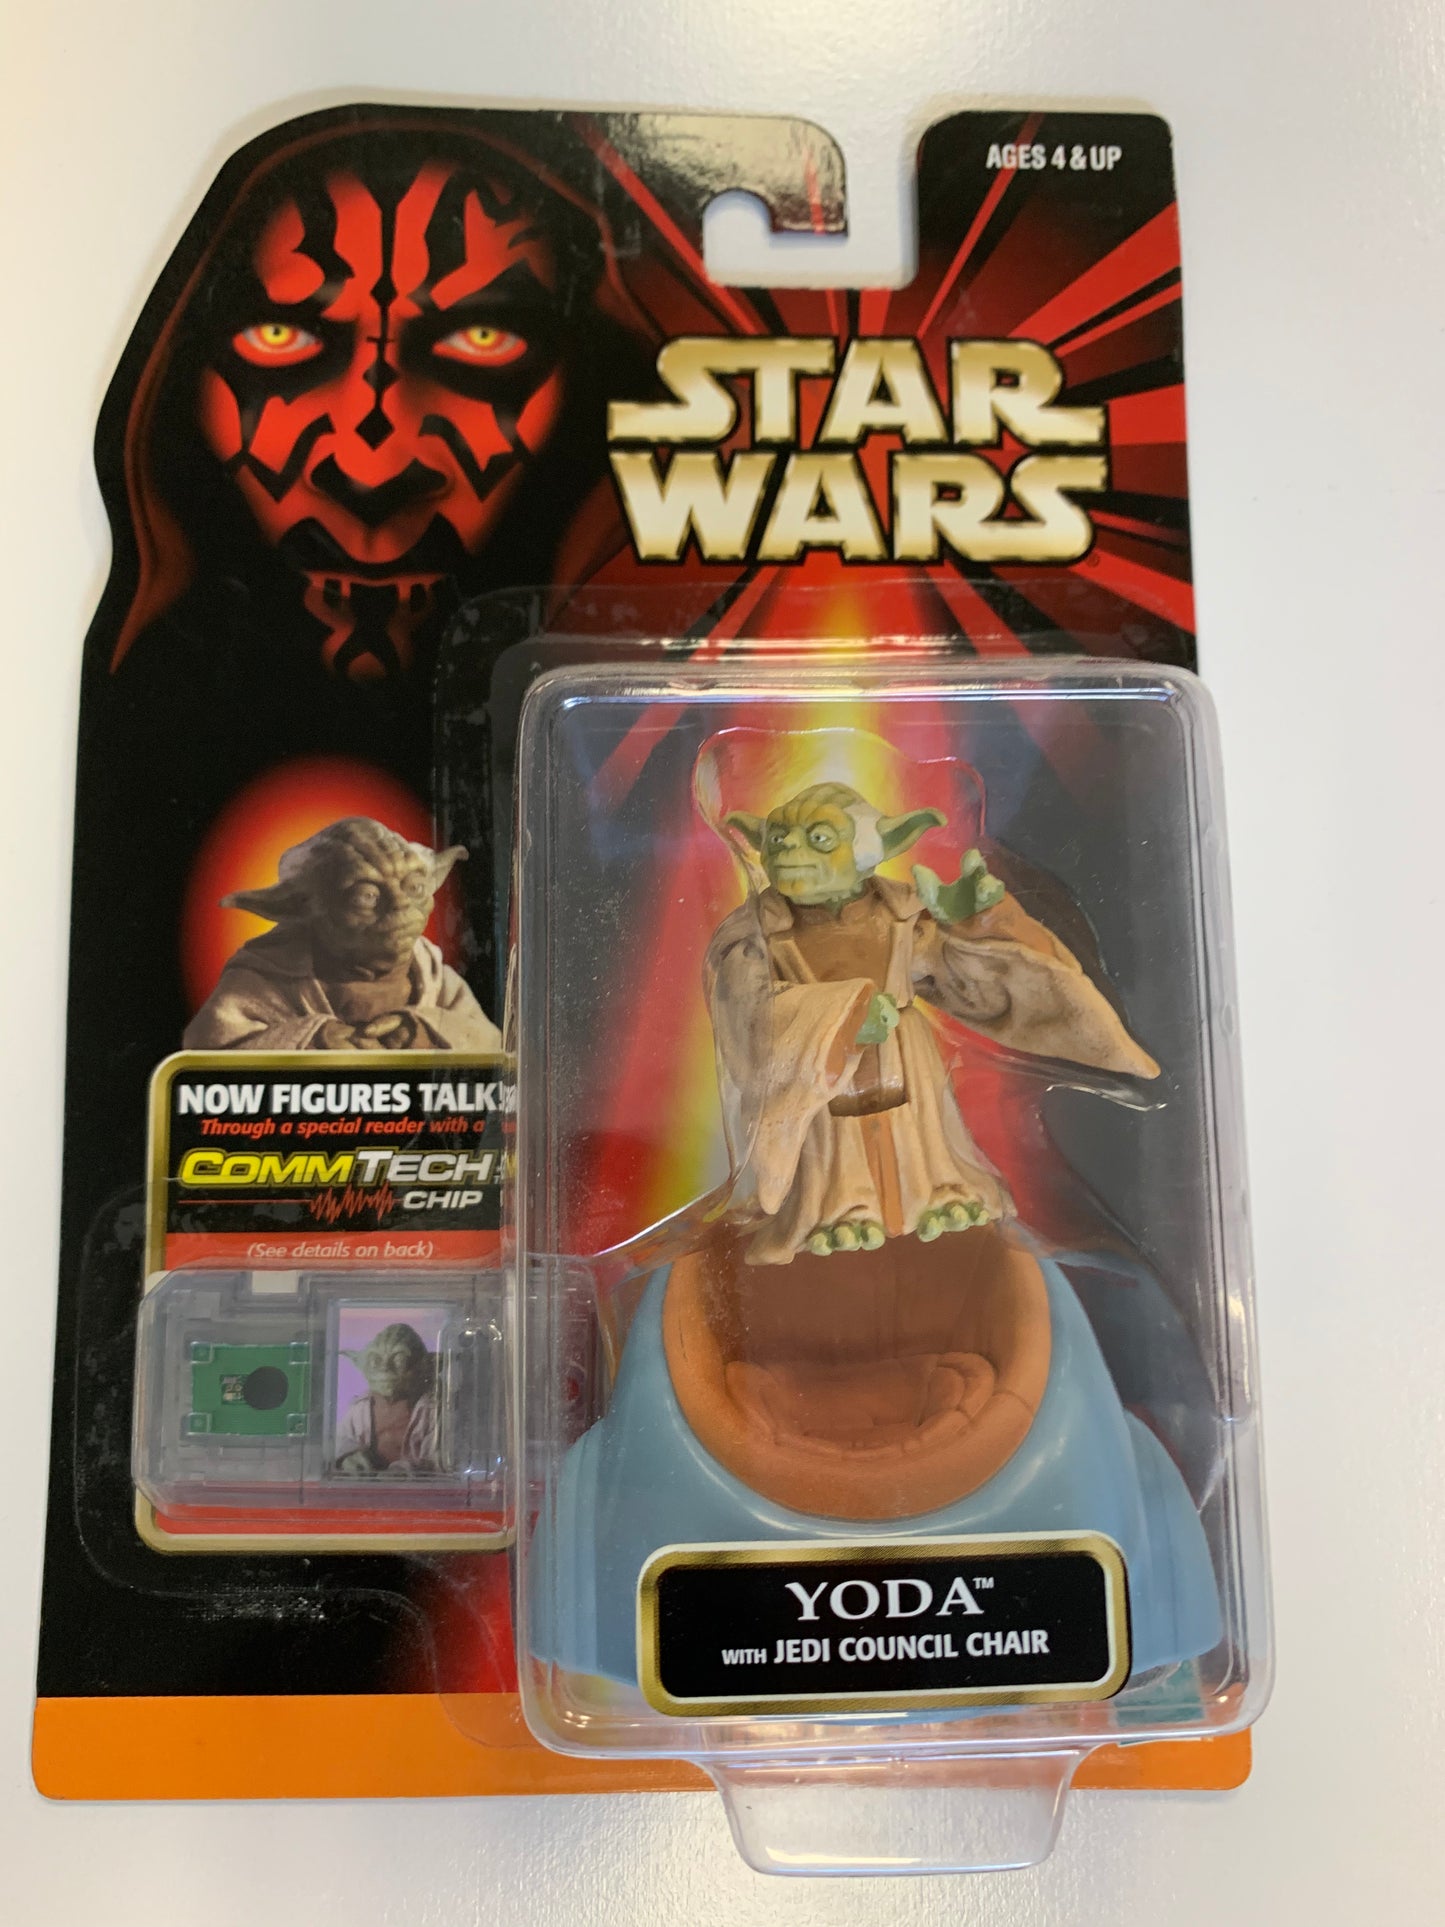 AGES 4 & UP
STAR
WARS
NOW FIGURES TALK!
Through a special reader with a
COMMTECH
CHIP
(See details on back)
YODA™
WITH JEDI COUNCIL CHAIR